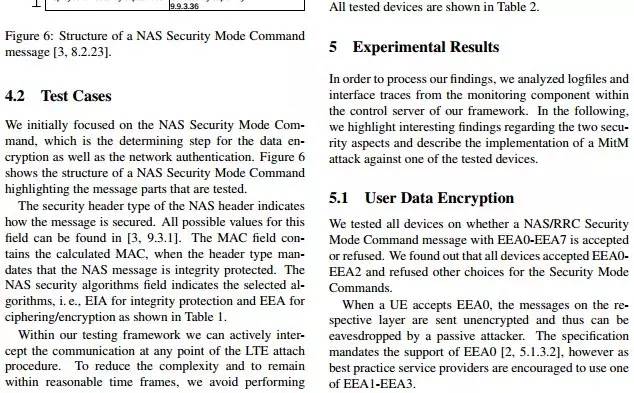 9.9.3.36
Figure 6: Structure of a NAS Security Mode Command
message [3, 8.2.23].
4.2 Test Cases
We initially focused on the NAS Security Mode Com-
mand, which is the determining step for the data en-
cryption as well as the network authentication. Figure 6
shows the structure of a NAS Security Mode Command
highlighting the message parts that are tested.
The security header type of the NAS header indicates
how the message is secured. All possible values for this
field can be found in [3, 9.3.1]. The MAC field con-
tains the calculated MAC, when the header type man-
dates that the NAS message is integrity protected. The
NAS security algorithms field indicates the selected al-
gorithms, i. e., EIA for integrity protection and EEA for
ciphering/encryption as shown in Table 1.
Within our testing framework we can actively inter-
cept the communication at any point of the LTE attach
procedure. To reduce the complexity and to remain
within reasonable time frames, we avoid performing
All tested devices are shown in Table 2.
5 Experimental Results
In order to process our findings, we analyzed logfiles and
interface traces from the monitoring component within
the control server of our framework. In the following,
we highlight interesting findings regarding the two secu-
rity aspects and describe the implementation of a MitM
attack against one of the tested devices.
5.1 User Data Encryption
We tested all devices on whether a NAS/RRC Security
Mode Command message with EEA0-EEA7 is accepted
or refused. We found out that all devices accepted EEA0-
EEA2 and refused other choices for the Security Mode
Commands.
When a UE accepts EEA0, the messages on the re-
spective layer are sent unencrypted and thus can be
eavesdropped by a passive attacker. The specification
mandates the support of EEA0 [2, 5.1.3.2], however as
best practice service providers are encouraged to use one
of EEA1-EEA3.